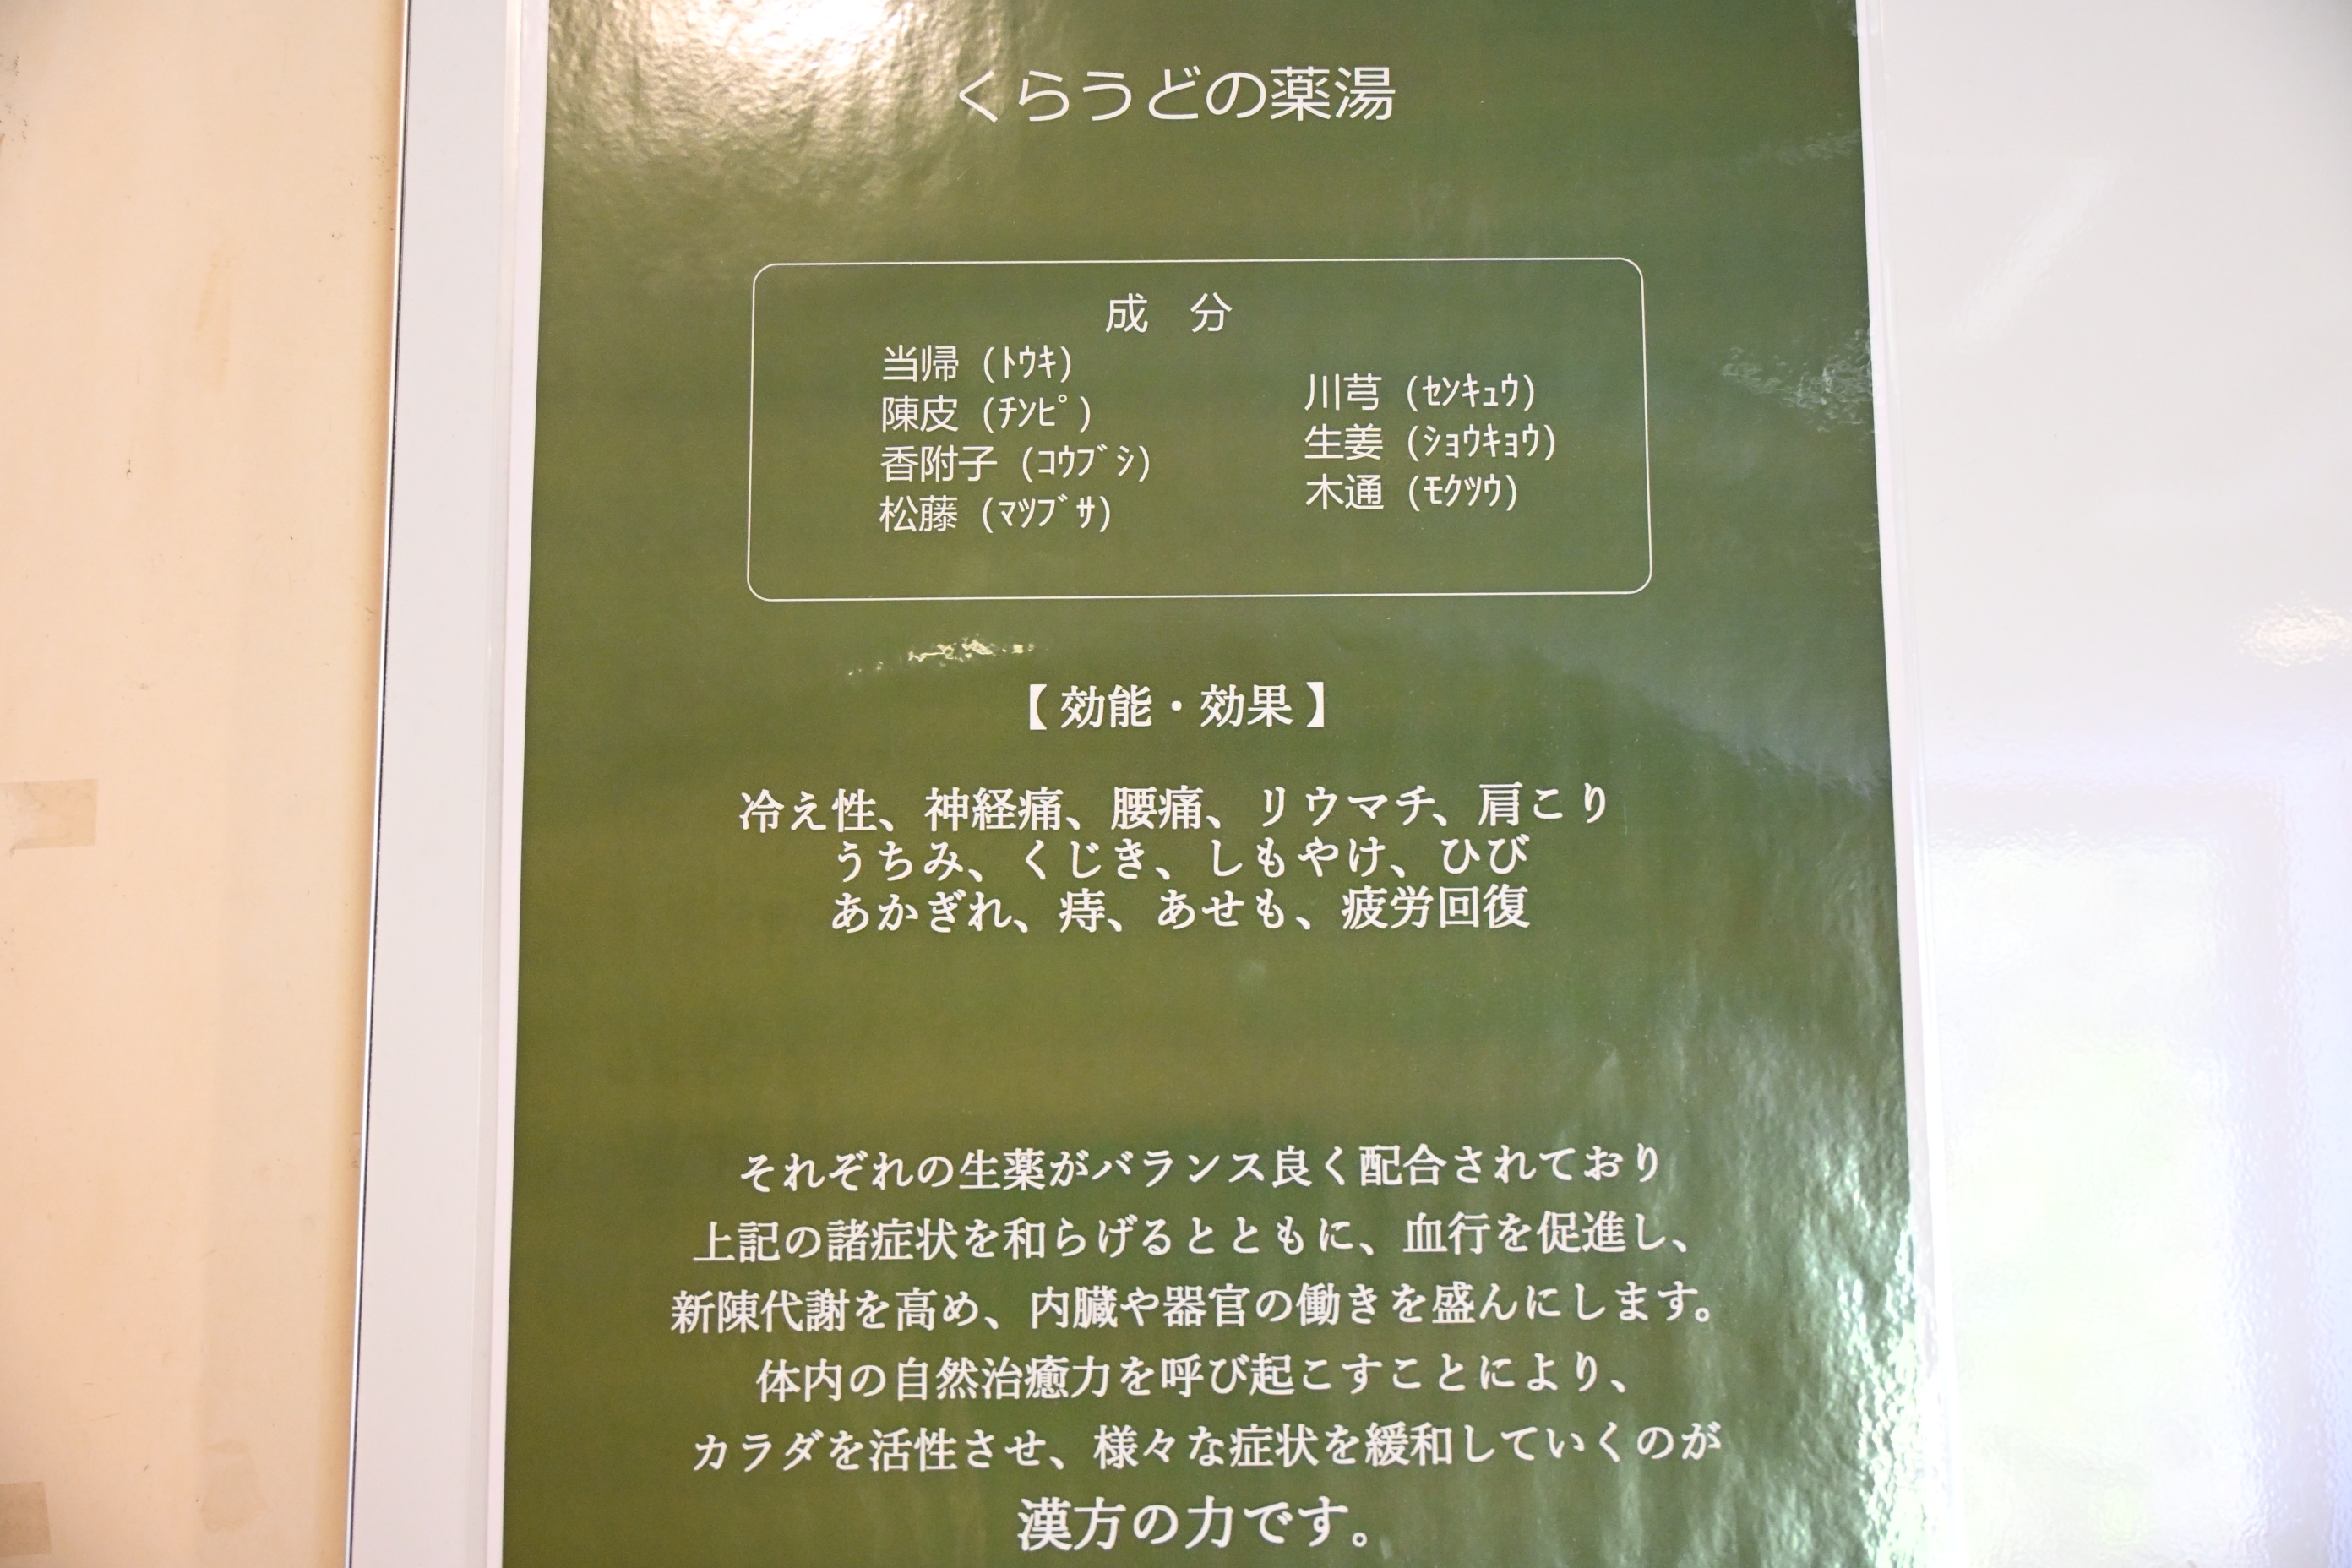 くらうどの薬湯
成 分
当帰 (ﾄｳｷ)
陳皮 (ﾁﾝﾋﾟ)
香附子 (ｺｳﾌﾞｼ)
松藤 (ﾏﾂﾌﾞｻ)
川芎 (ｾﾝｷｭｳ)
生姜 (ｼｮｳｷｮｳ)
木通 (ﾓｸﾂｳ)
【 効能・効果 】
冷え性、神経痛、腰痛、リウマチ、肩こり
うちみ、くじき、しもやけ、ひび
あかぎれ、痔、あせも、疲労回復
それぞれの生薬がバランス良く配合されており
上記の諸症状を和らげるとともに、血行を促進し、
新陳代謝を高め、内臓や器官の働きを盛んにします。
体内の自然治癒力を呼び起こすことにより、
カラダを活性させ、様々な症状を緩和していくのが
漢方の力です。